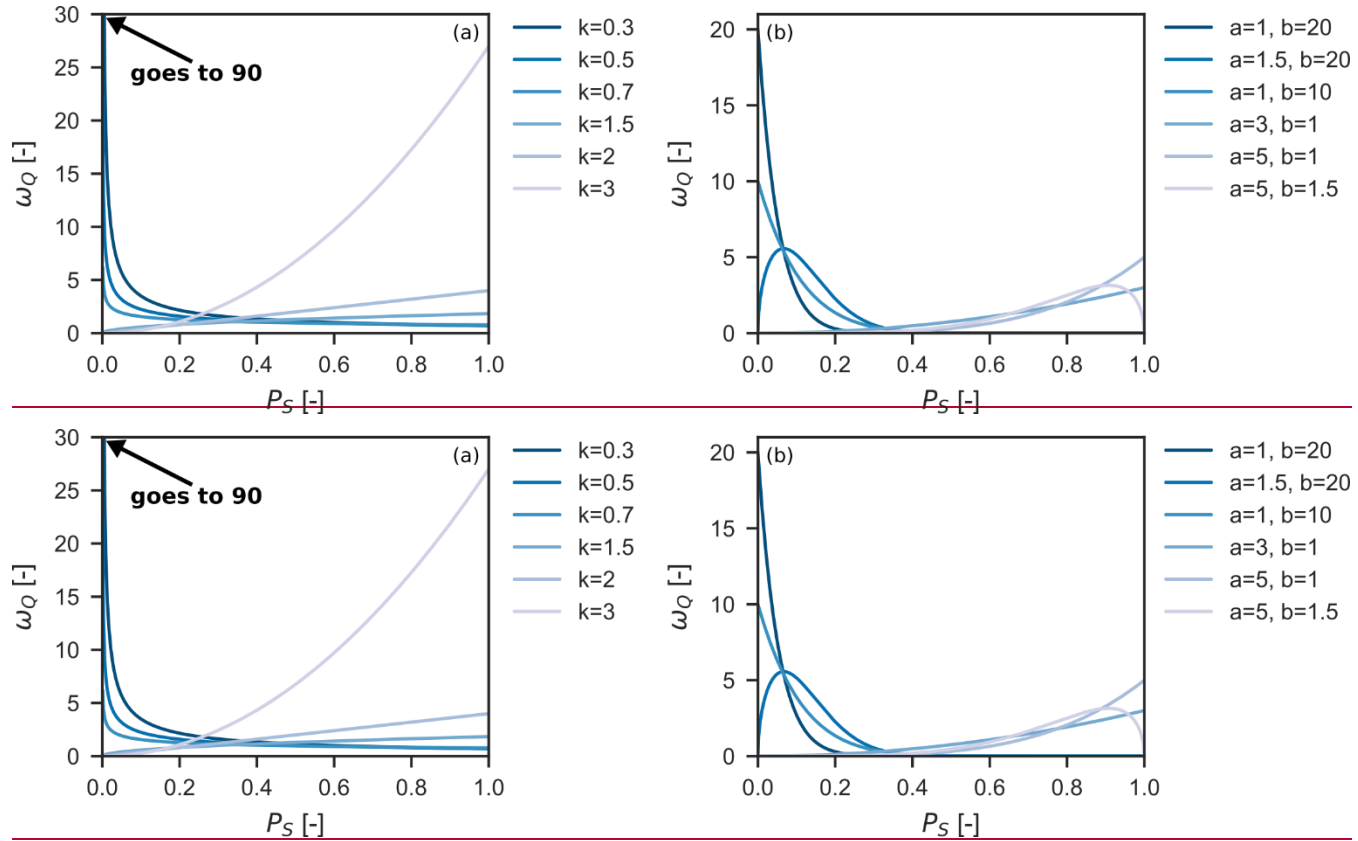 30
25
20
15
10
5
0
ω_Q [-]
(a)
goes to 90
0.0 0.2 0.4 0.6 0.8 1.0
P_S [-]
k=0.3
k=0.5
k=0.7
k=1.5
k=2
k=3
20
15
10
5
0
ω_Q [-]
(b)
0.0 0.2 0.4 0.6 0.8 1.0
P_S [-]
a=1, b=20
a=1.5, b=20
a=1, b=10
a=3, b=1
a=5, b=1
a=5, b=1.5
30
25
20
15
10
5
0
ω_Q [-]
(a)
goes to 90
0.0 0.2 0.4 0.6 0.8 1.0
P_S [-]
k=0.3
k=0.5
k=0.7
k=1.5
k=2
k=3
20
15
10
5
0
ω_Q [-]
(b)
0.0 0.2 0.4 0.6 0.8 1.0
P_S [-]
a=1, b=20
a=1.5, b=20
a=1, b=10
a=3, b=1
a=5, b=1
a=5, b=1.5